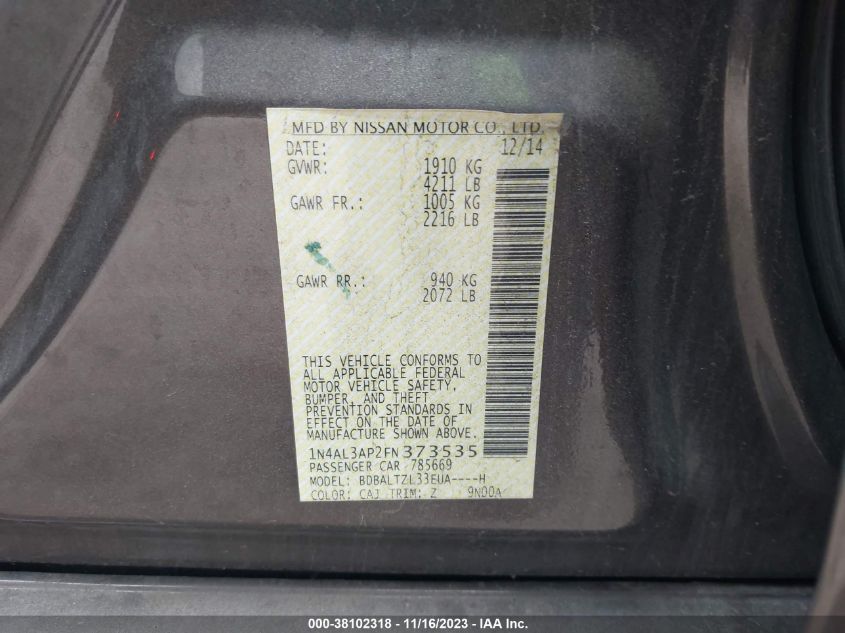 MFD BY NISSAN MOTOR CO., LTD.
DATE: 12/14
GVWR: 1910 KG
4211 LB
GAWR FR.: 1005 KG
2216 LB
GAWR RR.: 940 KG
2072 LB
THIS VEHICLE CONFORMS TO
ALL APPLICABLE FEDERAL
MOTOR VEHICLE SAFETY,
BUMPER, AND THEFT
PREVENTION STANDARDS IN
EFFECT ON THE DATE OF
MANUFACTURE SHOWN ABOVE.
1N4AL3AP2FN373535
PASSENGER CAR 785669
MODEL: BDBALTZL33EUA----H
COLOR: CAJ TRIM: Z 9N00A
000-38102318 - 11/16/2023 - IAA Inc.